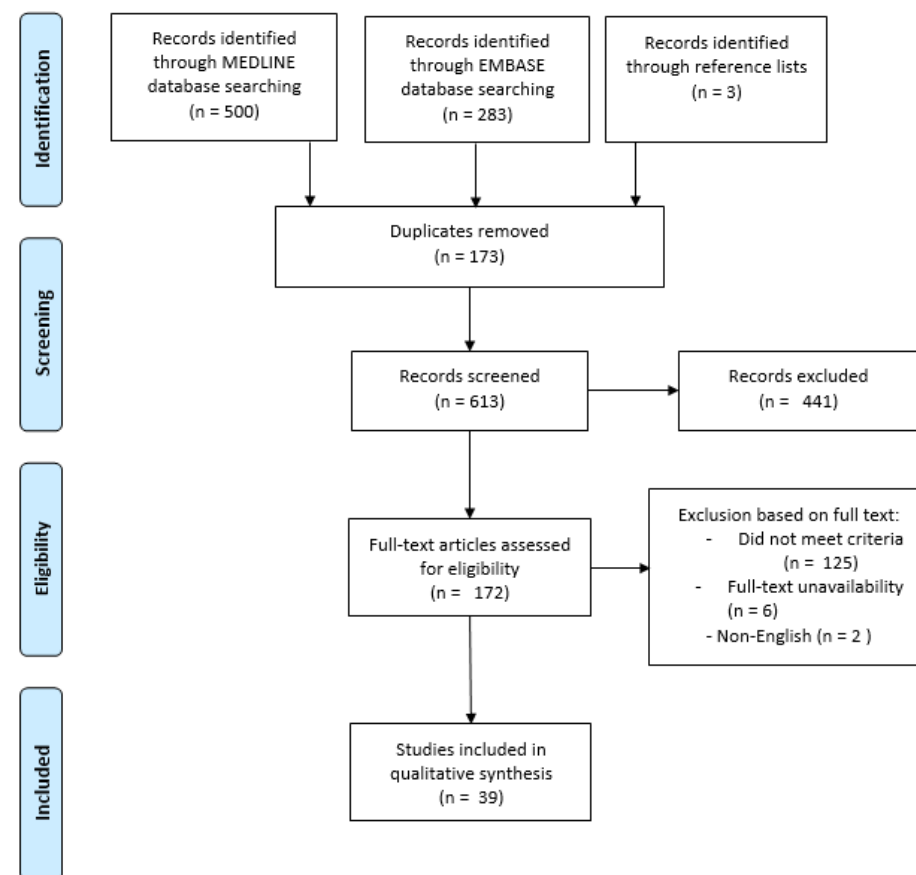 Identification
Records identified
through MEDLINE
database searching
(n = 500)
Records identified
through EMBASE
database searching
(n = 283)
Records identified
through reference lists
(n = 3)
Duplicates removed
(n = 173)
Screening
Records screened
(n = 613)
Records excluded
(n = 441)
Eligibility
Full-text articles assessed
for eligibility
(n = 172)
Exclusion based on full text:
- Did not meet criteria
(n = 125)
- Full-text unavailability
(n = 6)
- Non-English (n = 2 )
Included
Studies included in
qualitative synthesis
(n = 39)